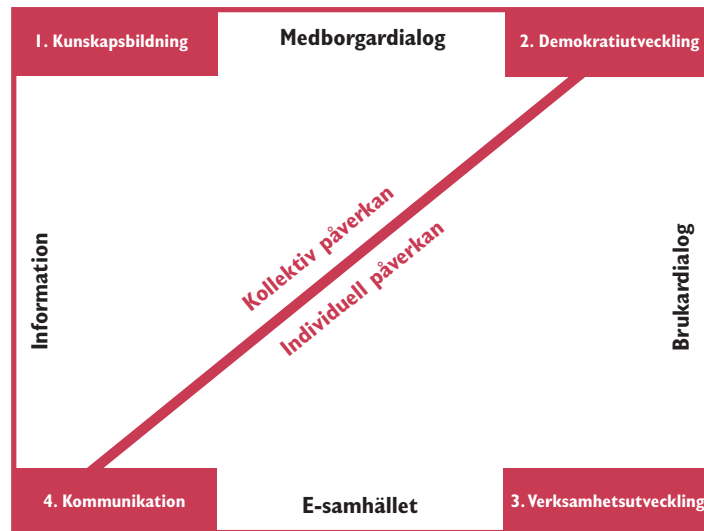 1. Kunskapsbildning
Medborgardialog
2. Demokratiutveckling
Information
Kollektiv påverkan
Individuell påverkan
Brukardialog
4. Kommunikation
E-samhället
3. Verksamhetsutveckling